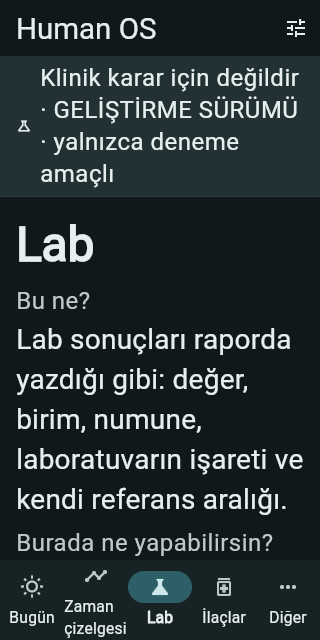 Human OS
Klinik karar için değildir
· GELİŞTİRME SÜRÜMÜ
· yalnızca deneme
amaçlı
Lab
Bu ne?
Lab sonuçları raporda
yazdığı gibi: değer,
birim, numune,
laboratuvarın işareti ve
kendi referans aralığı.
Burada ne yapabilirsin?
Bugün
Zaman
çizelgesi
Lab
İlaçlar
Diğer